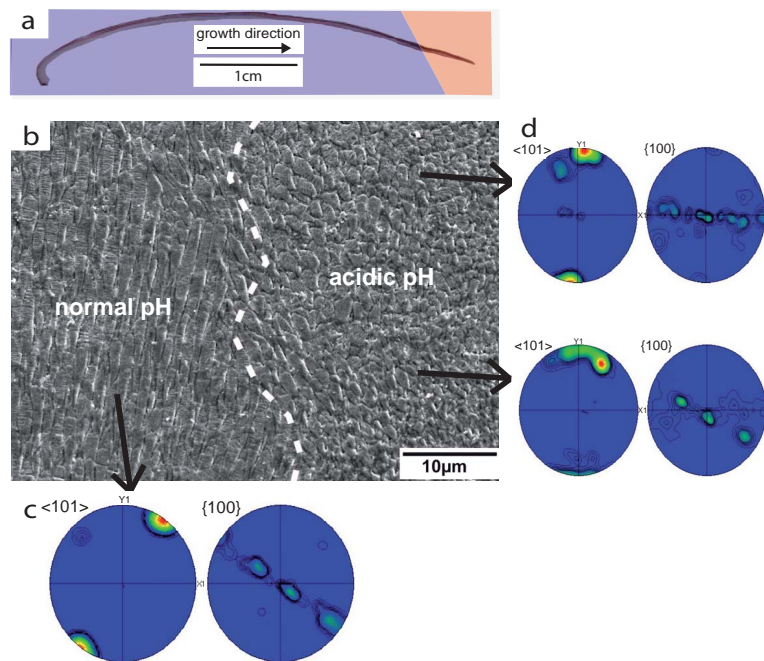 a
growth direction
1cm
b
normal pH
acidic pH
10µm
d
<101>
Y1
{100}
X1
<101>
Y1
{100}
X1
c
<101>
Y1
{100}
X1